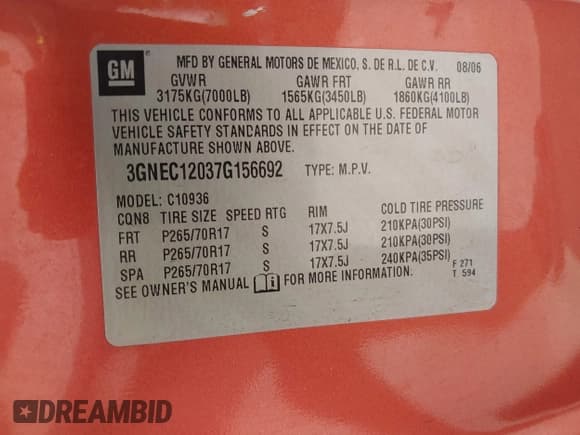 GM
MFD BY GENERAL MOTORS DE MEXICO, S. DE R.L. DE C.V. 08/06
GVWR GAWR FRT GAWR RR
3175KG(7000LB) 1565KG(3450LB) 1860KG(4100LB)
THIS VEHICLE CONFORMS TO ALL APPLICABLE U.S. FEDERAL MOTOR
VEHICLE SAFETY STANDARDS IN EFFECT ON THE DATE OF
MANUFACTURE SHOWN ABOVE.
3GNEC12037G156692 TYPE: M.P.V.
MODEL: C10936
CQN8 TIRE SIZE SPEED RTG RIM COLD TIRE PRESSURE
FRT P265/70R17 S 17X7.5J 210KPA(30PSI)
RR P265/70R17 S 17X7.5J 210KPA(30PSI)
SPA P265/70R17 S 17X7.5J 240KPA(35PSI)
SEE OWNER'S MANUAL FOR MORE INFORMATION.
F 271
T 594
DREAMBID